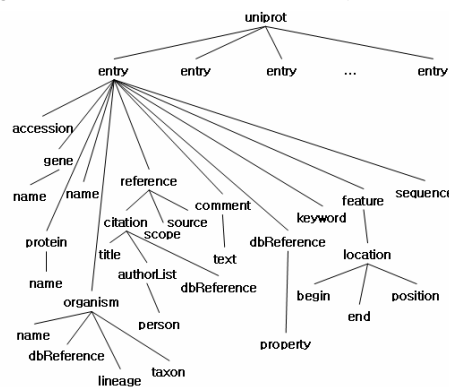 uniprot
entry entry entry ... entry
accession
gene
name name reference comment keyword feature sequence
citation scope source
protein title authorList text dbReference location
name dbReference begin end position
organism person
name dbReference lineage taxon property